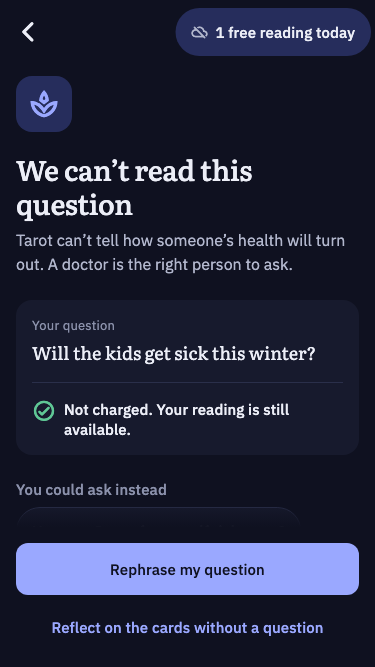 1 free reading today
We can’t read this
question
Tarot can’t tell how someone’s health will turn
out. A doctor is the right person to ask.
Your question
Will the kids get sick this winter?
Not charged. Your reading is still
available.
You could ask instead
Rephrase my question
Reflect on the cards without a question